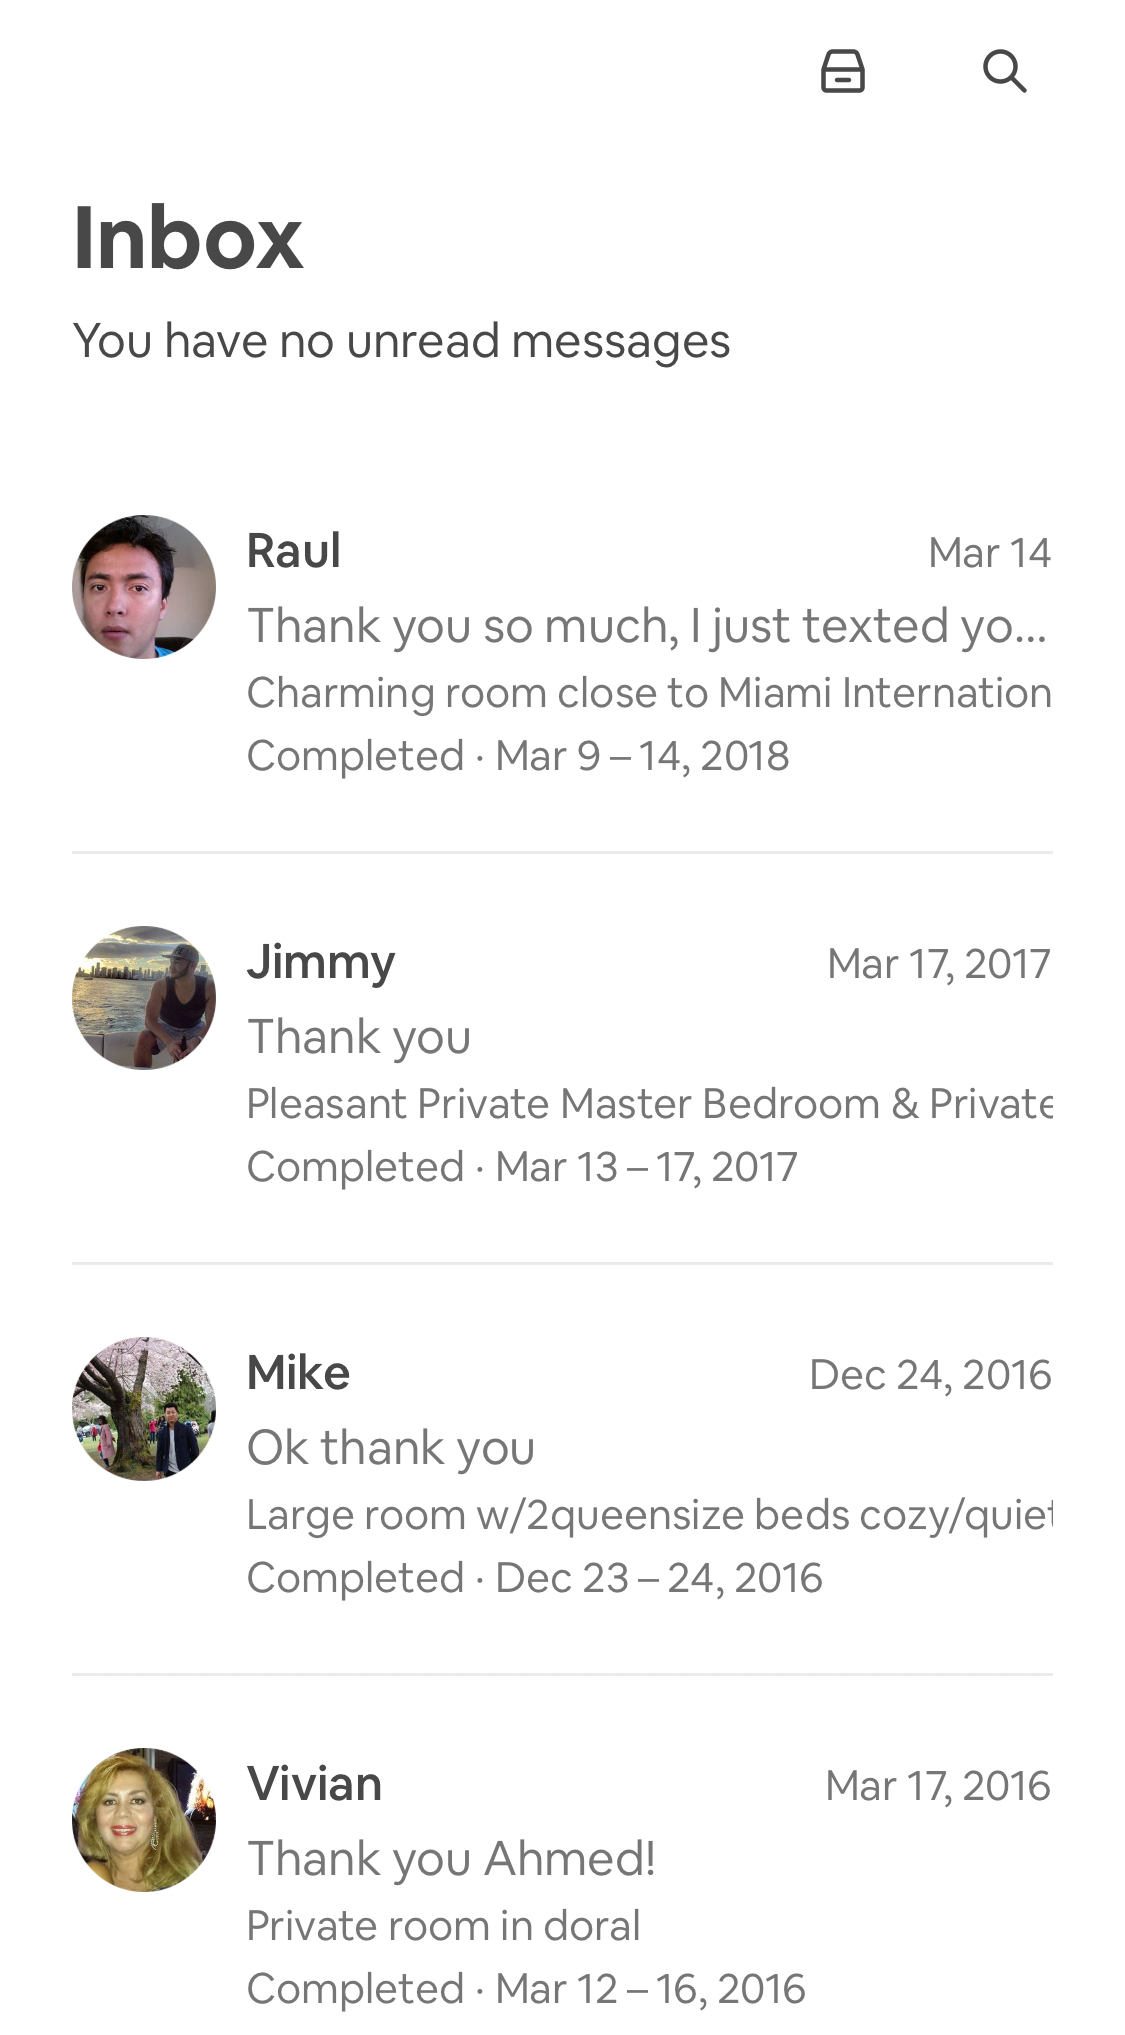 Inbox
You have no unread messages
Raul
Mar 14
Thank you so much, I just texted yo...
Charming room close to Miami Internation
Completed · Mar 9 – 14, 2018
Jimmy
Mar 17, 2017
Thank you
Pleasant Private Master Bedroom & Private
Completed · Mar 13 – 17, 2017
Mike
Dec 24, 2016
Ok thank you
Large room w/2queensize beds cozy/quiet
Completed · Dec 23 – 24, 2016
Vivian
Mar 17, 2016
Thank you Ahmed!
Private room in doral
Completed · Mar 12 – 16, 2016